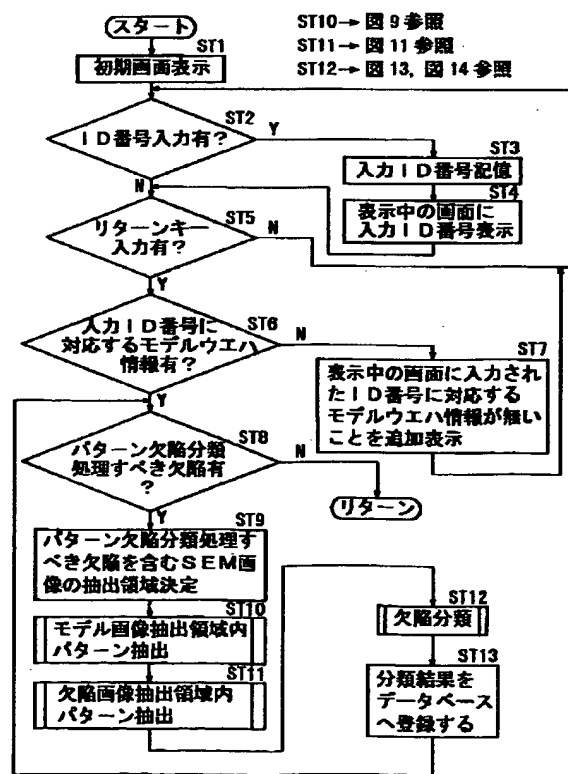 スタート
ST10→図9参照
ST11→図11参照
ST12→図13,図14参照
ST1
初期画面表示
ST2
ID番号入力有?
Y
N
ST3
入力ID番号記憶
ST4
表示中の画面に
入力ID番号表示
ST5
リターンキー
入力有?
N
Y
ST6
入力ID番号に
対応するモデルウエハ
情報有?
N
Y
ST7
表示中の画面に入力され
たID番号に対応する
モデルウエハ情報が無い
ことを追加表示
ST8
パターン欠陥分類
処理すべき欠陥有
?
N
Y
リターン
ST9
パターン欠陥分類処理す
べき欠陥を含むSEM画
像の抽出領域決定
ST10
モデル画像抽出領域内
パターン抽出
ST11
欠陥画像抽出領域内
パターン抽出
ST12
欠陥分類
ST13
分類結果を
データベース
へ登録する